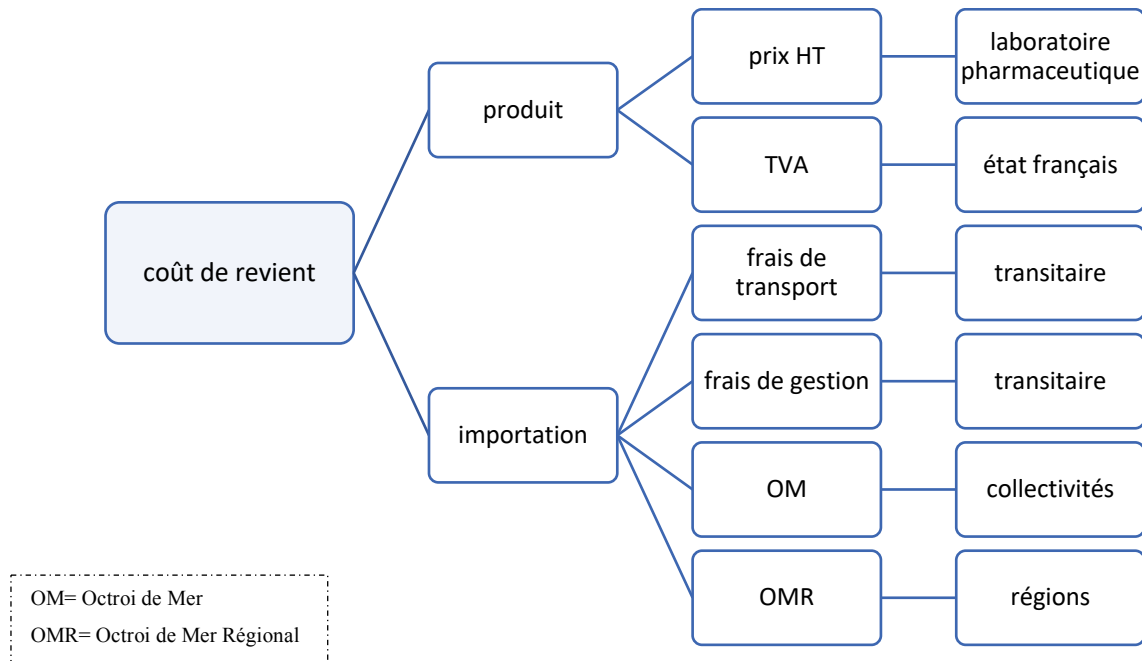 coût de revient
produit
importation
prix HT
TVA
frais de
transport
frais de gestion
OM
OMR
laboratoire
pharmaceutique
état français
transitaire
transitaire
collectivités
régions
OM= Octroi de Mer
OMR= Octroi de Mer Régional